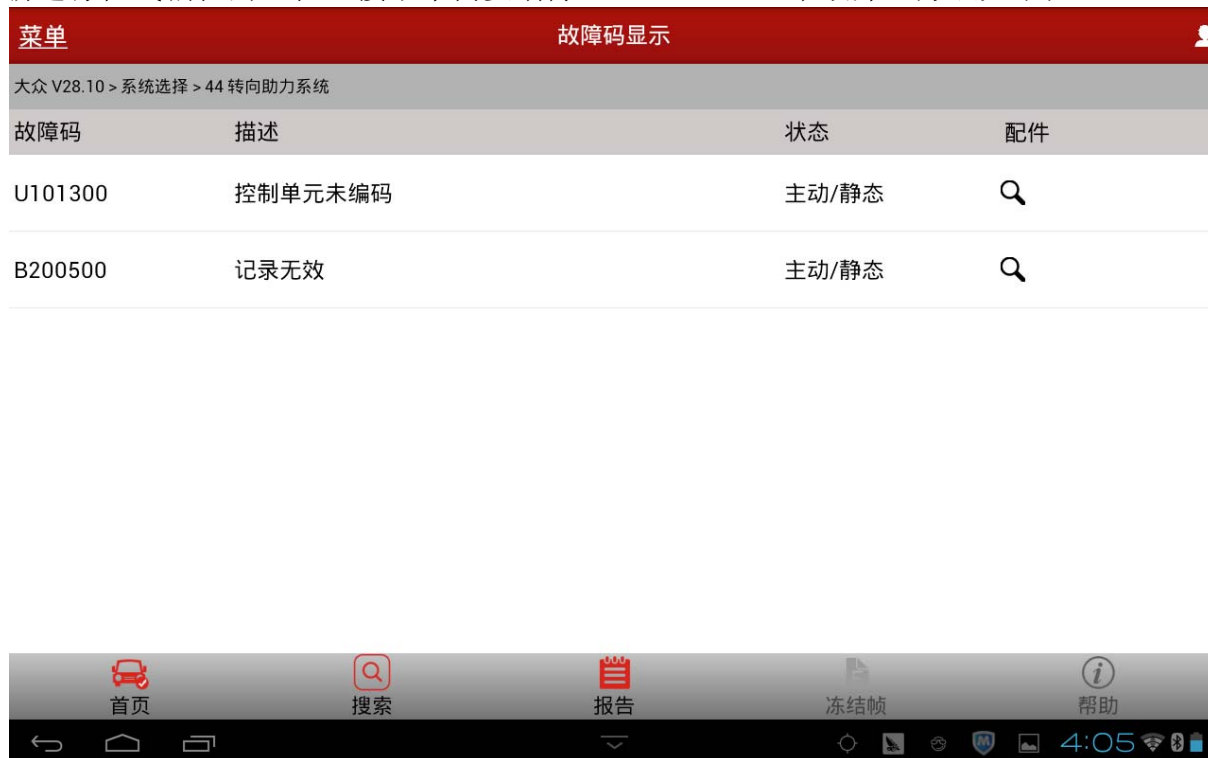 菜单 故障码显示
大众 V28.10 > 系统选择 > 44 转向助力系统
故障码 描述 状态 配件
U101300 控制单元未编码 主动/静态
B200500 记录无效 主动/静态
首页 搜索 报告 冻结帧 帮助
4:05